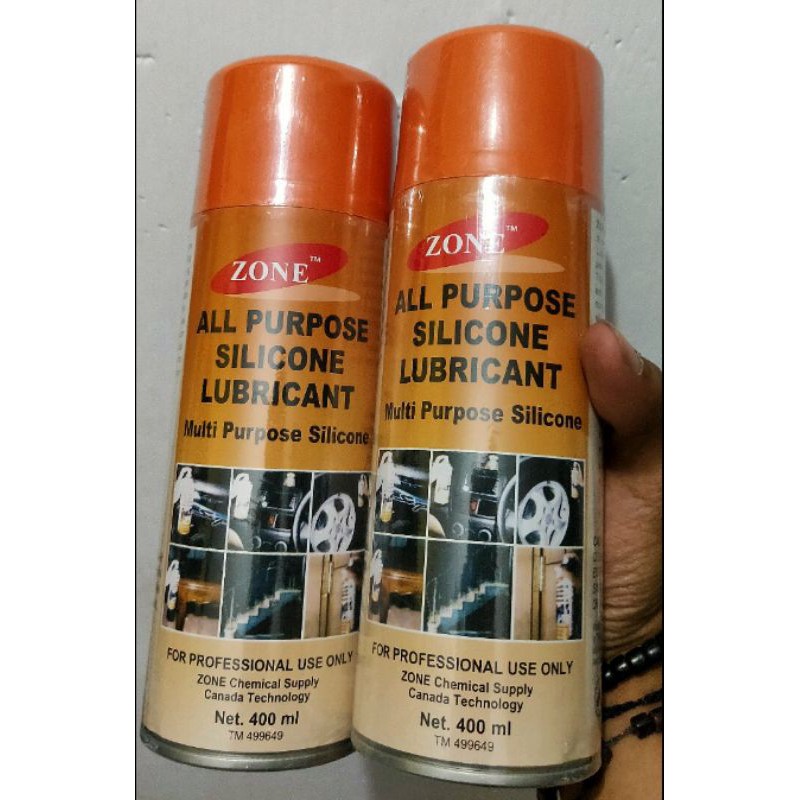 ZONE™
ALL PURPOSE
SILICONE
LUBRICANT
Multi Purpose Silicone
FOR PROFESSIONAL USE ONLY
ZONE Chemical Supply
Canada Technology
Net. 400 ml
TM 499649
ZONE™
ALL PURPOSE
SILICONE
LUBRICANT
Multi Purpose Silicone
FOR PROFESSIONAL USE ONLY
ZONE Chemical Supply
Canada Technology
Net. 400 ml
TM 499649